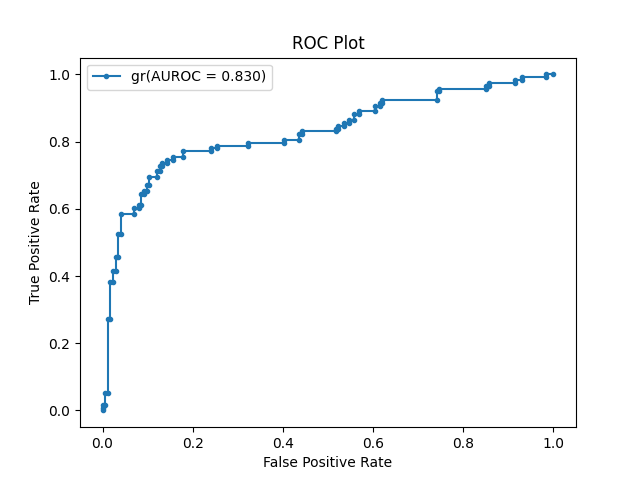 ROC Plot
gr(AUROC = 0.830)
1.0
0.8
0.6
0.4
0.2
0.0
True Positive Rate
0.0 0.2 0.4 0.6 0.8 1.0
False Positive Rate